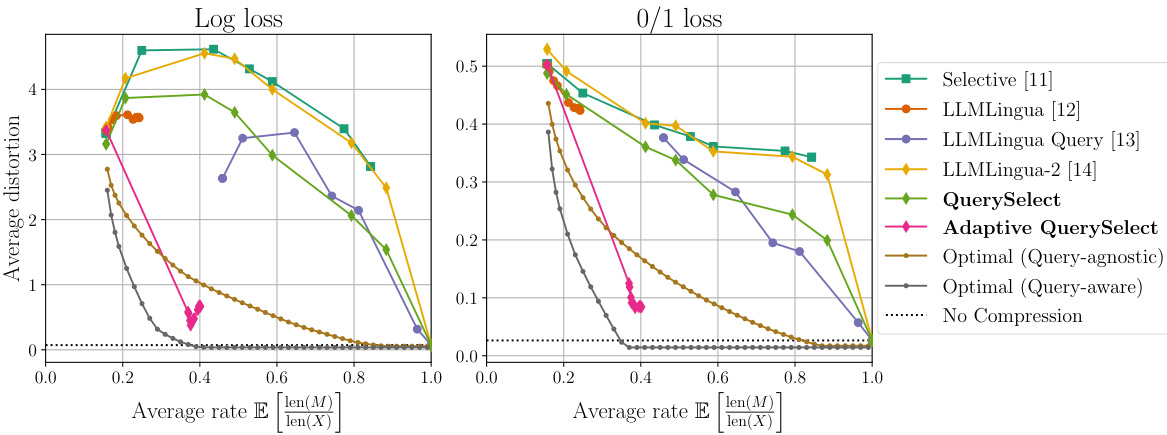 Log loss
0/1 loss
Average distortion
0
1
2
3
4
0.0
0.1
0.2
0.3
0.4
0.5
0.0 0.2 0.4 0.6 0.8 1.0
0.0 0.2 0.4 0.6 0.8 1.0
Average rate 𝔼 [len(M)/len(X)]
Average rate 𝔼 [len(M)/len(X)]
Selective [11]
LLMLingua [12]
LLMLingua Query [13]
LLMLingua-2 [14]
QuerySelect
Adaptive QuerySelect
Optimal (Query-agnostic)
Optimal (Query-aware)
No Compression